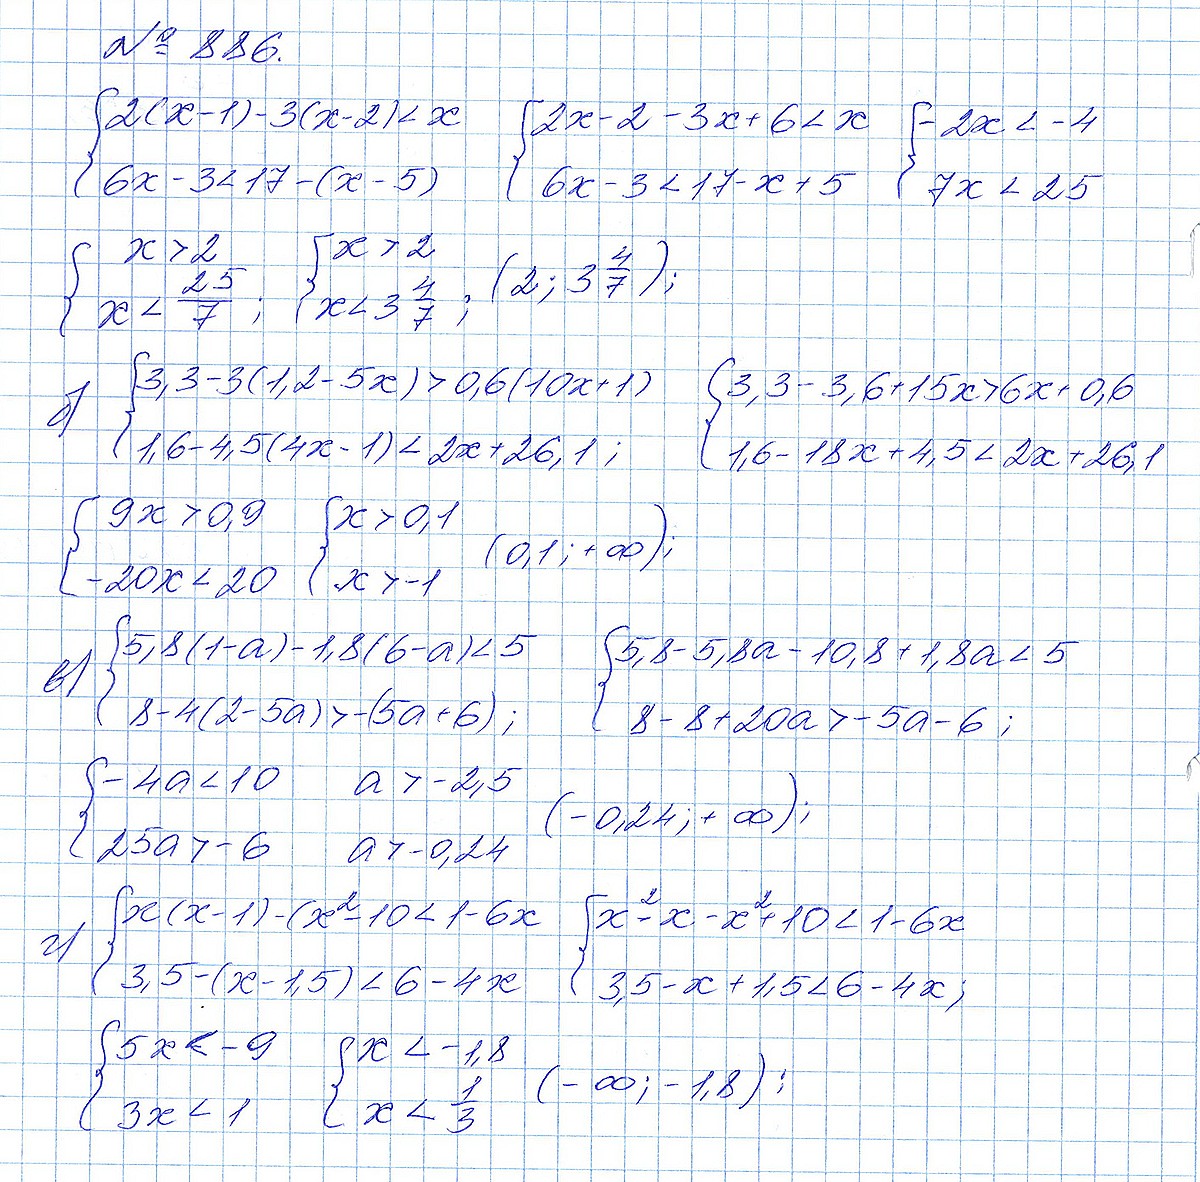 № 886.
{2(x-1)-3(x-2)<x {2x-2-3x+6<x {-2x<-4
{6x-3<17-(x-5) {6x-3<17-x+5 {7x<25
{x>2 {x>2
{x<25/7; {x<3 4/7; (2; 3 4/7);
б) {3,3-3(1,2-5x)>0,6(10x+1) {3,3-3,6+15x>6x+0,6
{1,6-4,5(4x-1)<2x+26,1; {1,6-18x+4,5<2x+26,1
{9x>0,9 {x>0,1
{-20x<20 {x>-1 (0,1;+∞);
в) {5,8(1-a)-1,8(6-a)<5 {5,8-5,8a-10,8+1,8a<5
{8-4(2-5a)>-(5a+6); {8-8+20a>-5a-6;
{-4a<10 a>-2,5
{25a>-6 a>-0,24 (-0,24;+∞);
г) {x(x-1)-(x²-10<1-6x {x²-x-x²+10<1-6x
{3,5-(x-1,5)<6-4x {3,5-x+1,5<6-4x;
{5x<-9 {x<-1,8
{3x<1 {x<1/3 (-∞;-1,8);